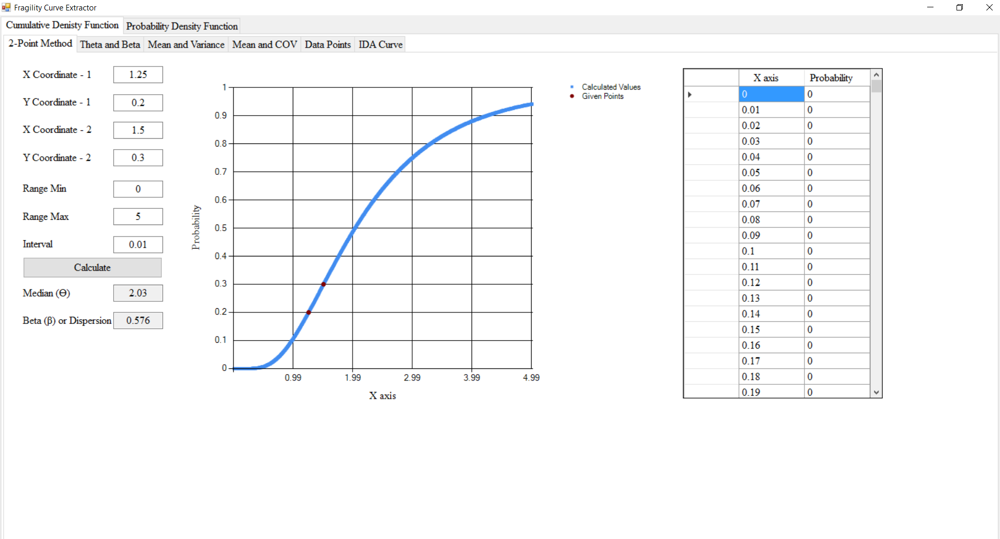 Fragility Curve Extractor
Cumulative Denisty Function Probability Density Function
2-Point Method Theta and Beta Mean and Variance Mean and COV Data Points IDA Curve
X Coordinate - 1 1.25
Y Coordinate - 1 0.2
X Coordinate - 2 1.5
Y Coordinate - 2 0.3
Range Min 0
Range Max 5
Interval 0.01
Calculate
Median (Ө) 2.03
Beta (β) or Dispersion 0.576
Probability
1
0.9
0.8
0.7
0.6
0.5
0.4
0.3
0.2
0.1
0
0.99 1.99 2.99 3.99 4.99
X axis
Calculated Values
Given Points
X axis Probability
0 0
0.01 0
0.02 0
0.03 0
0.04 0
0.05 0
0.06 0
0.07 0
0.08 0
0.09 0
0.1 0
0.11 0
0.12 0
0.13 0
0.14 0
0.15 0
0.16 0
0.17 0
0.18 0
0.19 0